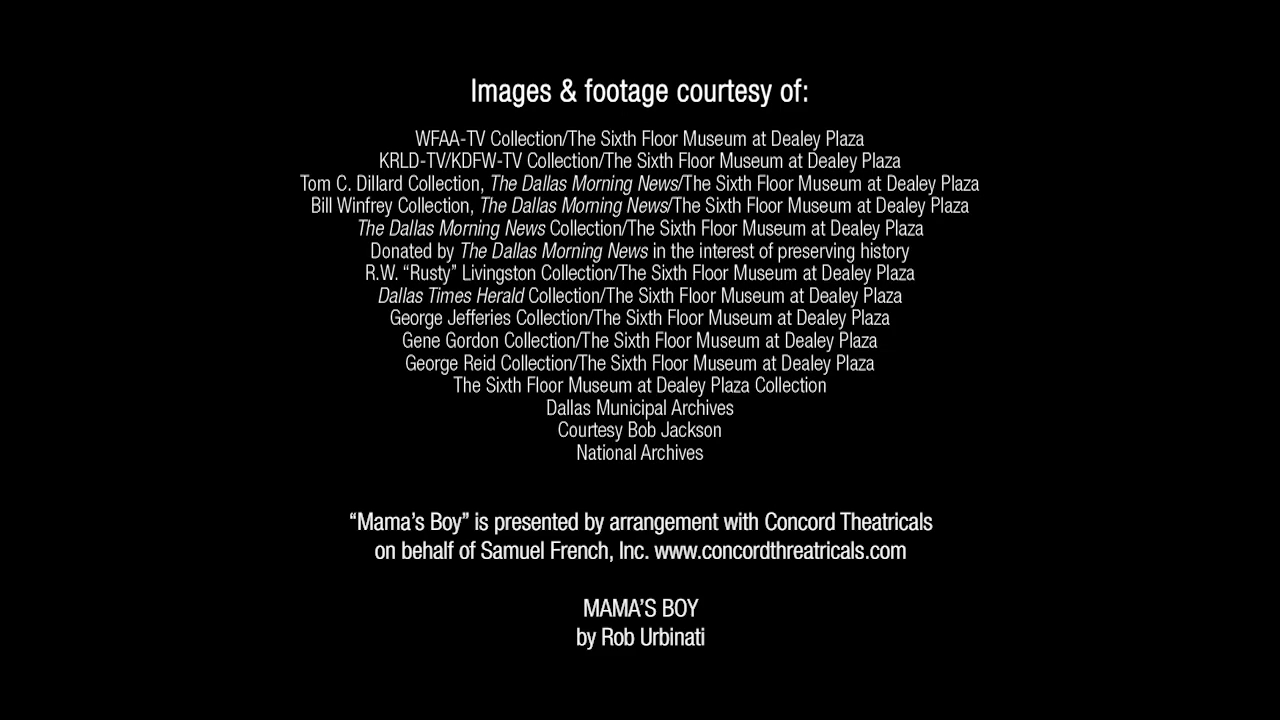 Images & footage courtesy of:
WFAA-TV Collection/The Sixth Floor Museum at Dealey Plaza
KRLD-TV/KDFW-TV Collection/The Sixth Floor Museum at Dealey Plaza
Tom C. Dillard Collection, The Dallas Morning News/The Sixth Floor Museum at Dealey Plaza
Bill Winfrey Collection, The Dallas Morning News/The Sixth Floor Museum at Dealey Plaza
The Dallas Morning News Collection/The Sixth Floor Museum at Dealey Plaza
Donated by The Dallas Morning News in the interest of preserving history
R.W. “Rusty” Livingston Collection/The Sixth Floor Museum at Dealey Plaza
Dallas Times Herald Collection/The Sixth Floor Museum at Dealey Plaza
George Jefferies Collection/The Sixth Floor Museum at Dealey Plaza
Gene Gordon Collection/The Sixth Floor Museum at Dealey Plaza
George Reid Collection/The Sixth Floor Museum at Dealey Plaza
The Sixth Floor Museum at Dealey Plaza Collection
Dallas Municipal Archives
Courtesy Bob Jackson
National Archives
“Mama’s Boy” is presented by arrangement with Concord Theatricals
on behalf of Samuel French, Inc. www.concordthreatricals.com
MAMA’S BOY
by Rob Urbinati